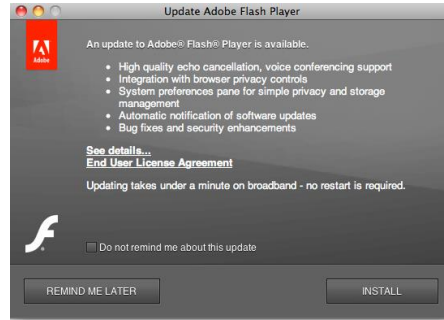 Update Adobe Flash Player
Adobe
An update to Adobe® Flash® Player is available.
• High quality echo cancellation, voice conferencing support
• Integration with browser privacy controls
• System preferences pane for simple privacy and storage
management
• Automatic notification of software updates
• Bug fixes and security enhancements
See details...
End User License Agreement
Updating takes under a minute on broadband - no restart is required.
Do not remind me about this update
REMIND ME LATER
INSTALL